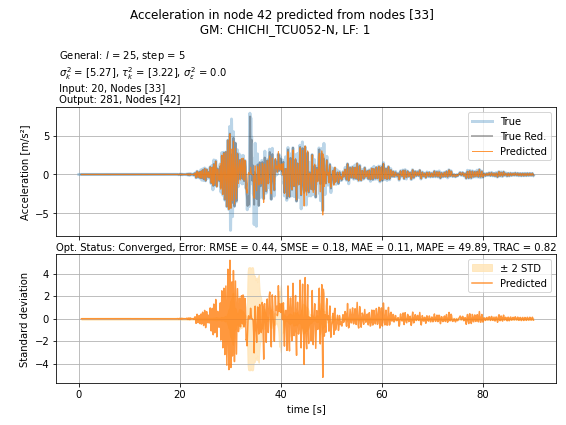 Acceleration in node 42 predicted from nodes [33]
GM: CHICHI_TCU052-N, LF: 1
General: l = 25, step = 5
σ²ₖ = [5.27], τ²ₖ = [3.22], σ²_ε = 0.0
Input: 20, Nodes [33]
Output: 281, Nodes [42]
Acceleration [m/s²]
5
0
−5
True
True Red.
Predicted
Opt. Status: Converged, Error: RMSE = 0.44, SMSE = 0.18, MAE = 0.11, MAPE = 49.89, TRAC = 0.82
Standard deviation
4
2
0
−2
−4
± 2 STD
Predicted
0 20 40 60 80
time [s]